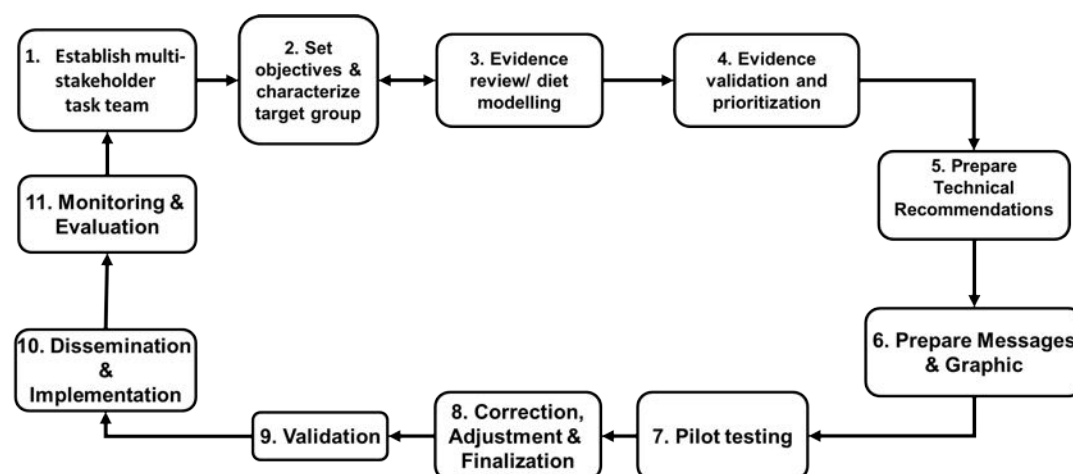 1. Establish multi-
stakeholder
task team
2. Set
objectives &
characterize
target group
3. Evidence
review/ diet
modelling
4. Evidence
validation and
prioritization
5. Prepare
Technical
Recommendations
6. Prepare Messages
& Graphic
7. Pilot testing
8. Correction,
Adjustment &
Finalization
9. Validation
10. Dissemination
&
Implementation
11. Monitoring &
Evaluation